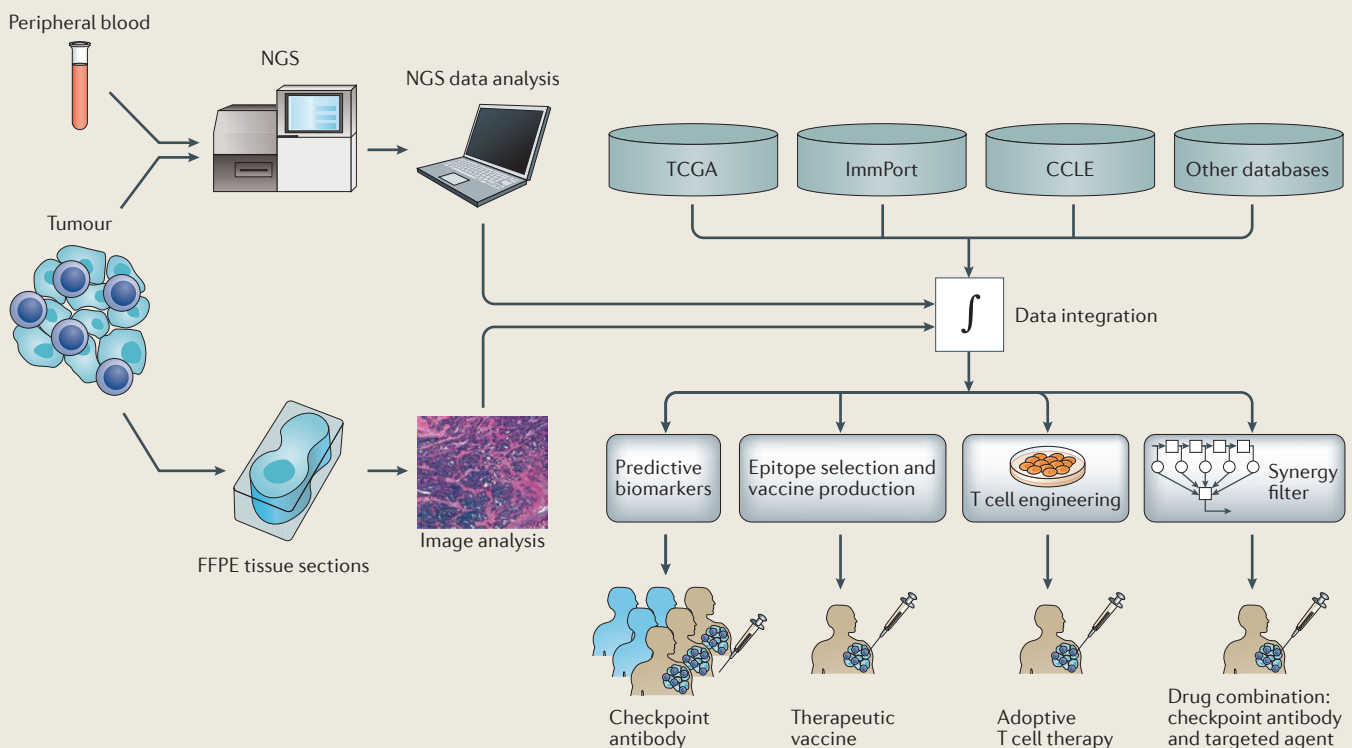 Peripheral blood
NGS
NGS data analysis
Tumour
FFPE tissue sections
Image analysis
TCGA
ImmPort
CCLE
Other databases
∫
Data integration
Predictive
biomarkers
Epitope selection and
vaccine production
T cell engineering
Synergy
filter
Checkpoint
antibody
Therapeutic
vaccine
Adoptive
T cell therapy
Drug combination:
checkpoint antibody
and targeted agent